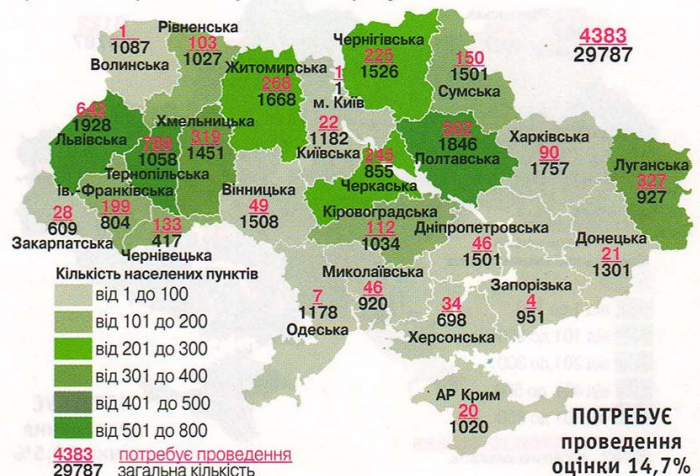 1
1087
Волинська
Рівненська
103
1027
Житомирська
268
1668
Чернігівська
225
1526
150
1501
Сумська
4383
29787
1
1
м. Київ
22
1182
Київська
642
1928
Львівська
789
1058
Тернопільська
Хмельницька
319
1451
502
1846
Полтавська
Харківська
90
1757
Луганська
327
927
245
855
Черкаська
Ів.-Франківська
199
804
28
609
Закарпатська
133
417
Чернівецька
Вінницька
49
1508
Кіровоградська
112
1034
Дніпропетровська
46
1501
Донецька
21
1301
Запорізька
4
951
Миколаївська
46
920
7
1178
Одеська
34
698
Херсонська
АР Крим
20
1020
Кількість населених пунктів
від 1 до 100
від 101 до 200
від 201 до 300
від 301 до 400
від 401 до 500
від 501 до 800
4383 потребує проведення
29787 загальна кількість
ПОТРЕБУЄ
проведення
оцінки 14,7%